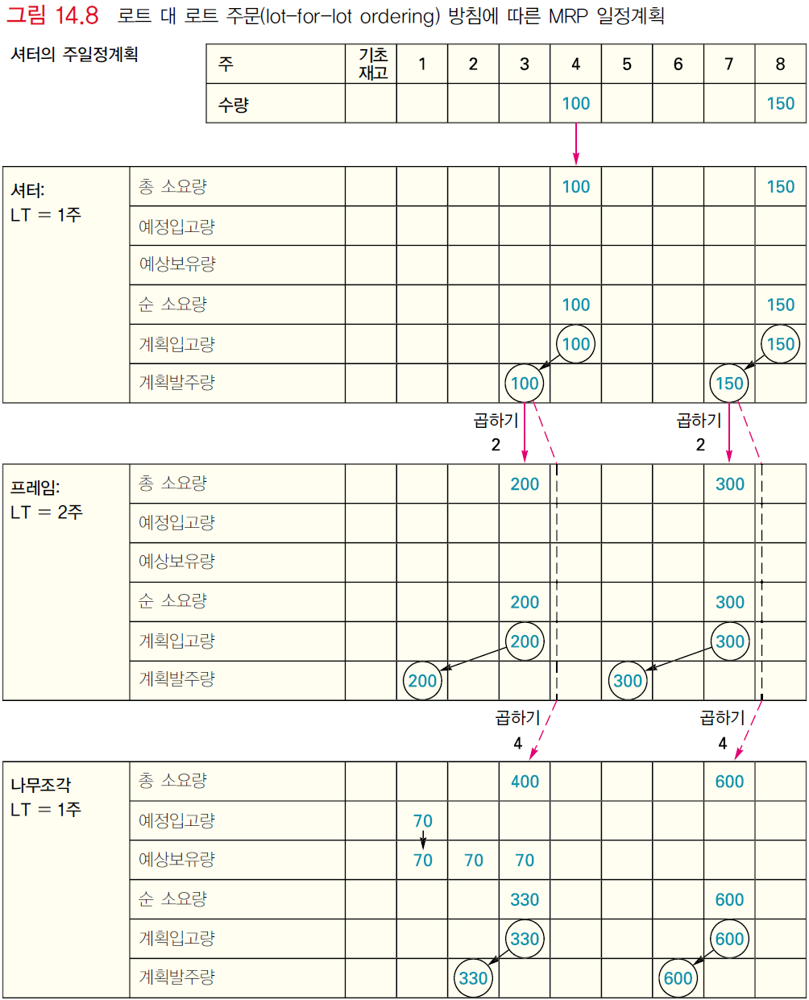 그림 14.8 로트 대 로트 주문(lot-for-lot ordering) 방침에 따른 MRP 일정계획
셔터의 주일정계획
주 기초 재고 1 2 3 4 5 6 7 8
수량 100 150
셔터:
LT = 1주
총 소요량 100 150
예정입고량
예상보유량
순 소요량 100 150
계획입고량 100 150
계획발주량 100 150
곱하기 곱하기
2 2
프레임:
LT = 2주
총 소요량 200 300
예정입고량
예상보유량
순 소요량 200 300
계획입고량 200 300
계획발주량 200 300
곱하기 곱하기
4 4
나무조각
LT = 1주
총 소요량 400 600
예정입고량 70
예상보유량 70 70 70
순 소요량 330 600
계획입고량 330 600
계획발주량 330 600